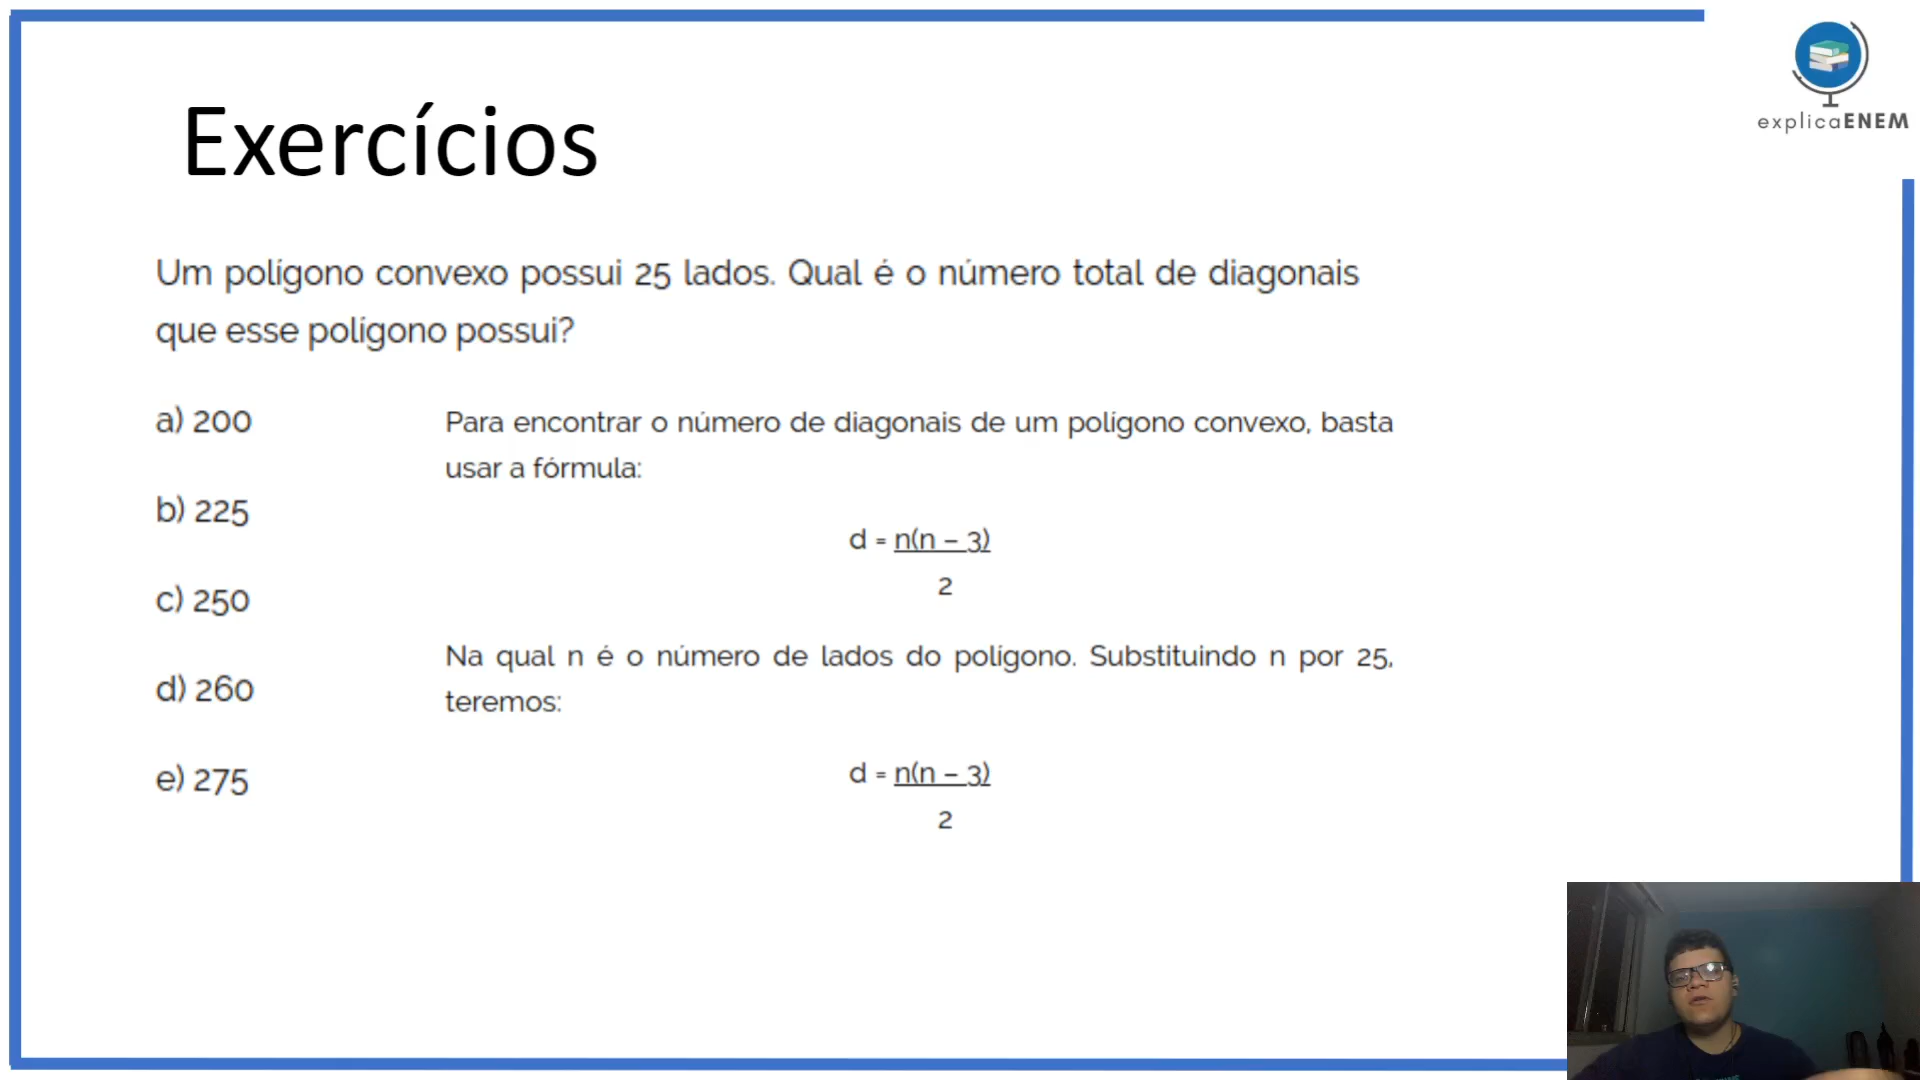 explicaENEM
Exercícios
Um polígono convexo possui 25 lados. Qual é o número total de diagonais
que esse polígono possui?
a) 200
b) 225
c) 250
d) 260
e) 275
Para encontrar o número de diagonais de um polígono convexo, basta
usar a fórmula:
d = n(n – 3)
2
Na qual n é o número de lados do polígono. Substituindo n por 25,
teremos:
d = n(n – 3)
2